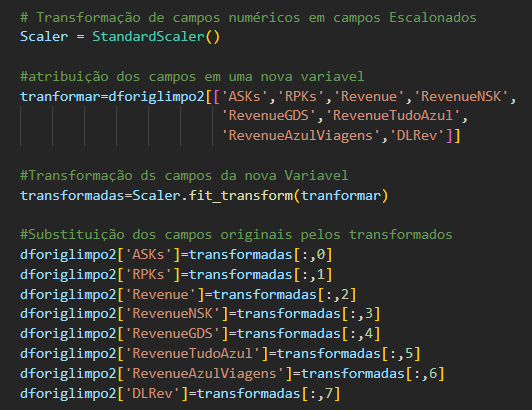 # Transformação de campos numéricos em campos Escalonados
Scaler = StandardScaler()
#atribuição dos campos em uma nova variavel
tranformar=dforiglimpo2[['ASKs','RPKs','Revenue','RevenueNSK',
'RevenueGDS','RevenueTudoAzul',
'RevenueAzulViagens','DLRev']]
#Transformação ds campos da nova Variavel
transformadas=Scaler.fit_transform(tranformar)
#Substituição dos campos originais pelos transformados
dforiglimpo2['ASKs']=transformadas[:,0]
dforiglimpo2['RPKs']=transformadas[:,1]
dforiglimpo2['Revenue']=transformadas[:,2]
dforiglimpo2['RevenueNSK']=transformadas[:,3]
dforiglimpo2['RevenueGDS']=transformadas[:,4]
dforiglimpo2['RevenueTudoAzul']=transformadas[:,5]
dforiglimpo2['RevenueAzulViagens']=transformadas[:,6]
dforiglimpo2['DLRev']=transformadas[:,7]